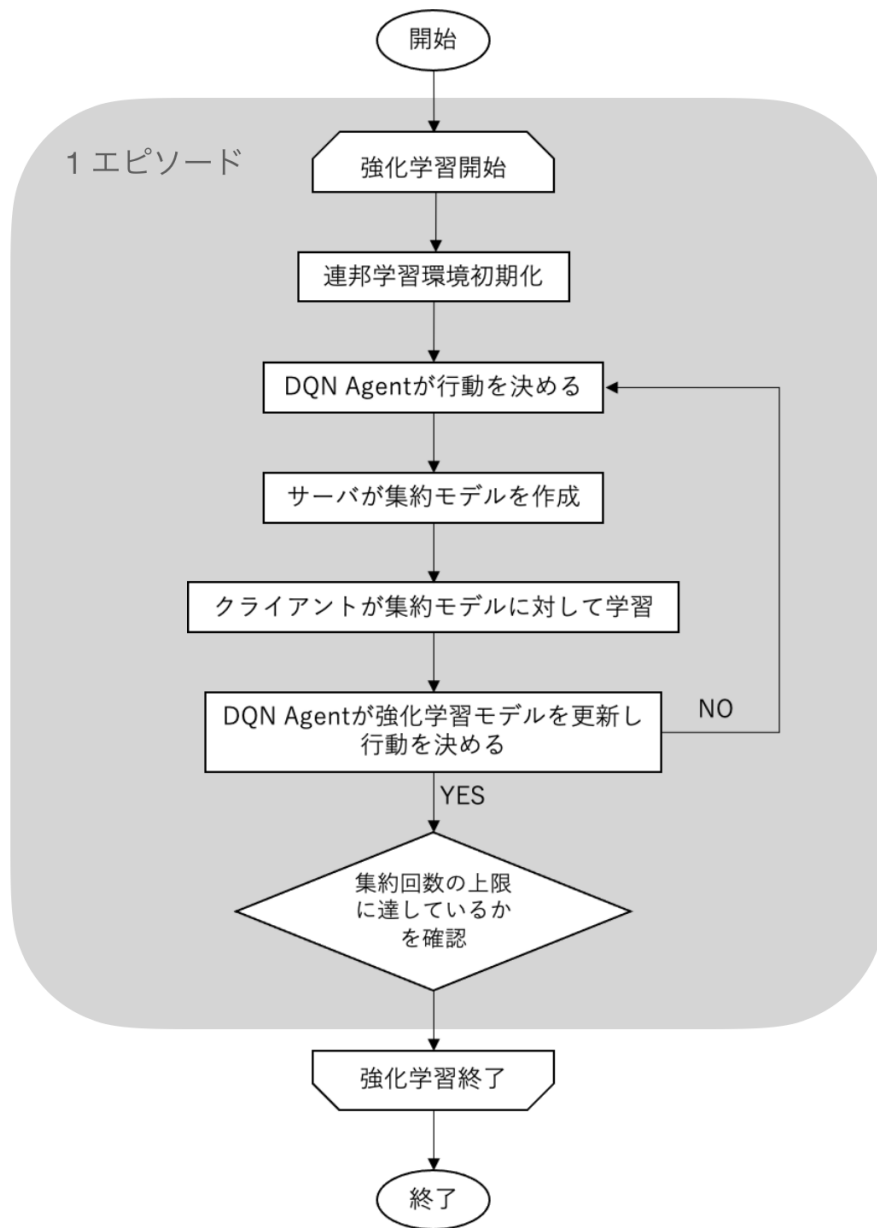 開始
1 エピソード
強化学習開始
連邦学習環境初期化
DQN Agentが行動を決める
サーバが集約モデルを作成
クライアントが集約モデルに対して学習
DQN Agentが強化学習モデルを更新し
行動を決める
NO
YES
集約回数の上限
に達しているか
を確認
強化学習終了
終了